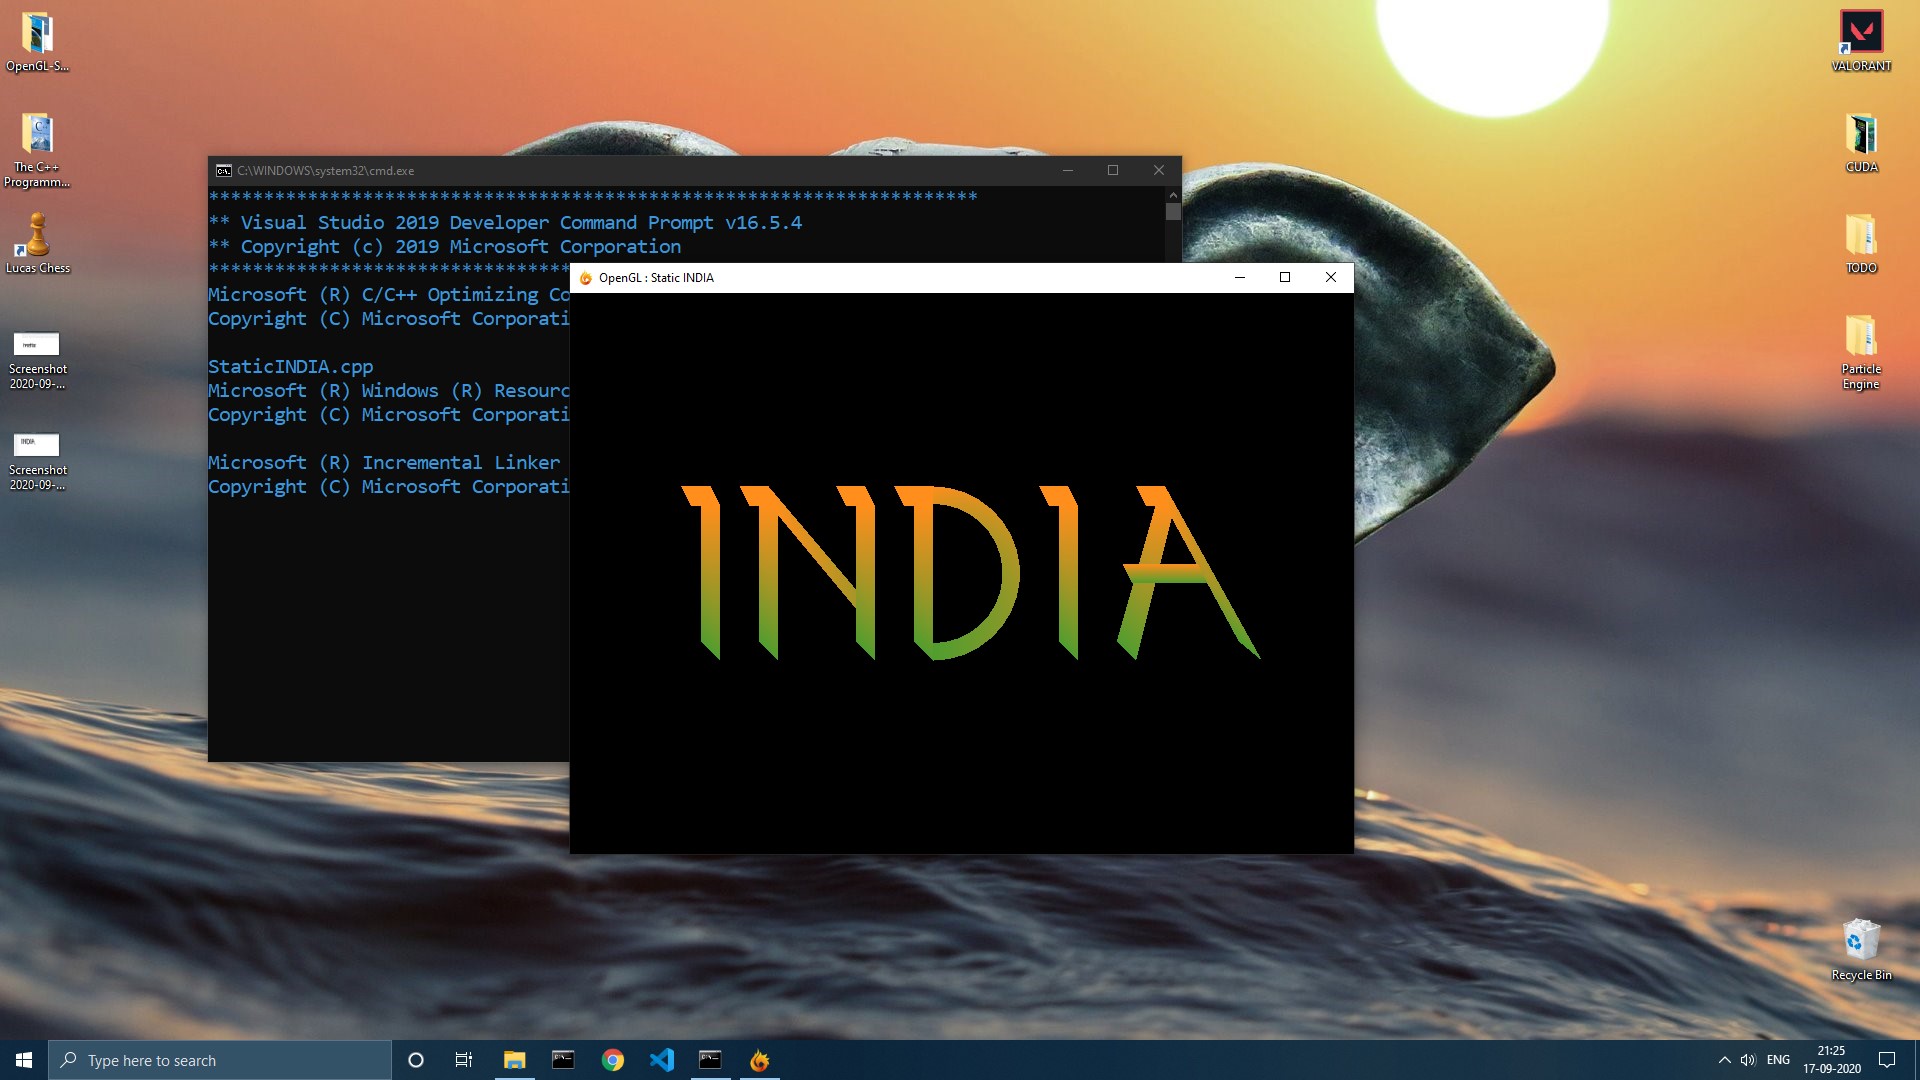 OpenGL-S...
The C++
Programm...
Lucas Chess
Screenshot
2020-09-...
Screenshot
2020-09-...
C:\WINDOWS\system32\cmd.exe
**********************************************************************
** Visual Studio 2019 Developer Command Prompt v16.5.4
** Copyright (c) 2019 Microsoft Corporation
*********************************
Microsoft (R) C/C++ Optimizing Co
Copyright (C) Microsoft Corporati
StaticINDIA.cpp
Microsoft (R) Windows (R) Resourc
Copyright (C) Microsoft Corporati
Microsoft (R) Incremental Linker
Copyright (C) Microsoft Corporati
OpenGL : Static INDIA
INDIA
VALORANT
CUDA
TODO
Particle
Engine
Recycle Bin
Type here to search
ENG
21:25
17-09-2020